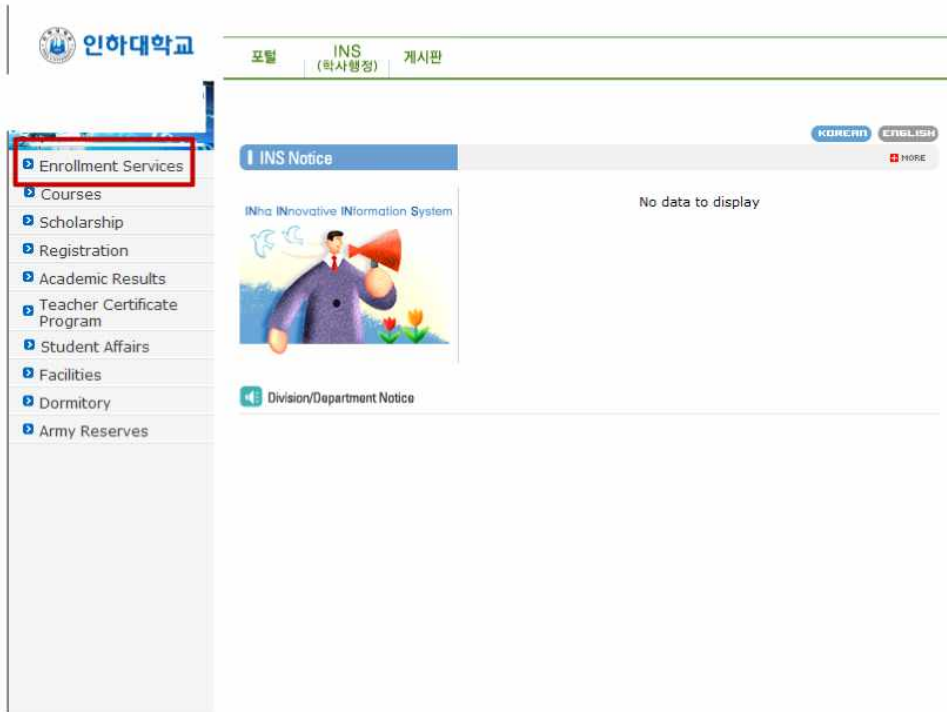 인하대학교
포털
INS
(학사행정)
게시판
KOREAN
ENGLISH
INS Notice
MORE
Enrollment Services
Courses
Scholarship
Registration
Academic Results
Teacher Certificate
Program
Student Affairs
Facilities
Dormitory
Army Reserves
INha INnovative INformation System
No data to display
Division/Department Notice